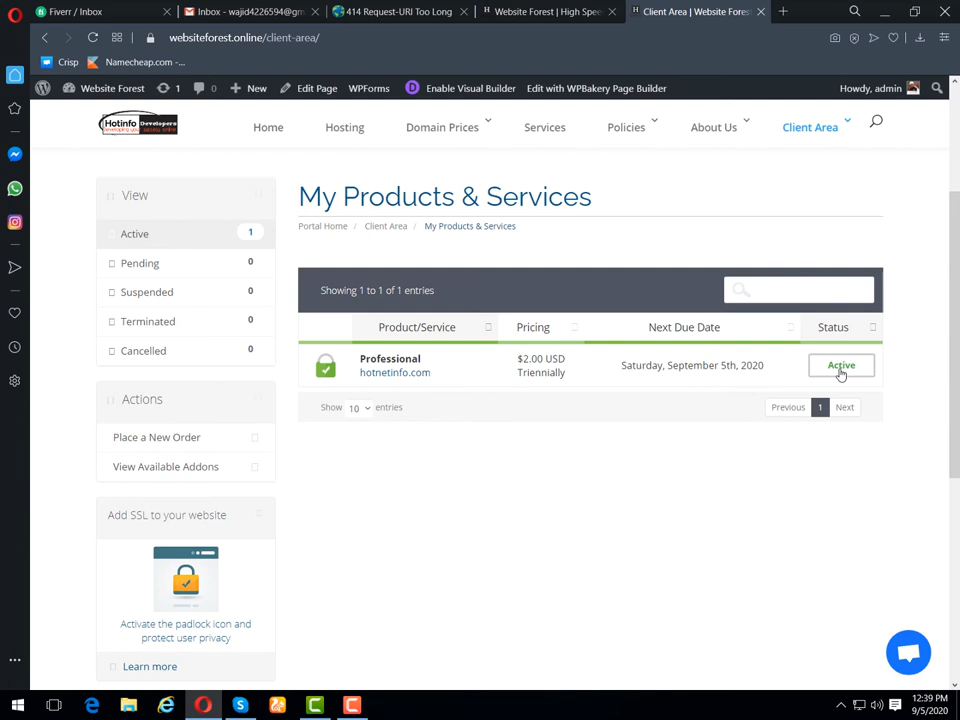 Fiverr / Inbox
Inbox - wajid4226594@gm
414 Request-URI Too Long
Website Forest | High Spee
Client Area | Website Fores
websiteforest.online/client-area/
Crisp
Namecheap.com -...
Website Forest
1
0
New
Edit Page
WPForms
Enable Visual Builder
Edit with WPBakery Page Builder
Howdy, admin
Hotinfo Developers
Home
Hosting
Domain Prices
Services
Policies
About Us
Client Area
View
Active 1
Pending 0
Suspended 0
Terminated 0
Cancelled 0
Actions
Place a New Order
View Available Addons
Add SSL to your website
Activate the padlock icon and
protect user privacy
Learn more
My Products & Services
Portal Home / Client Area / My Products & Services
Showing 1 to 1 of 1 entries
Product/Service Pricing Next Due Date Status
Professional
hotnetinfo.com
$2.00 USD
Triennially
Saturday, September 5th, 2020
Active
Show 10 entries
Previous 1 Next
12:39 PM
9/5/2020